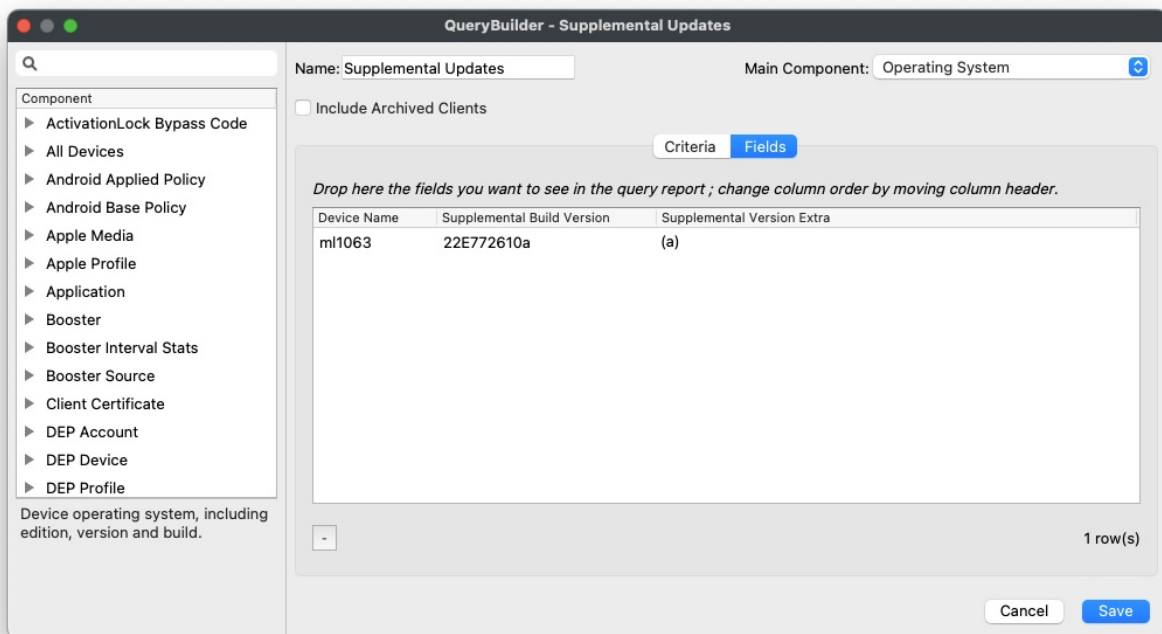 QueryBuilder - Supplemental Updates
Name: Supplemental Updates
Main Component: Operating System
Include Archived Clients
Component
ActivationLock Bypass Code
All Devices
Android Applied Policy
Android Base Policy
Apple Media
Apple Profile
Application
Booster
Booster Interval Stats
Booster Source
Client Certificate
DEP Account
DEP Device
DEP Profile
Device operating system, including
edition, version and build.
Criteria Fields
Drop here the fields you want to see in the query report ; change column order by moving column header.
Device Name Supplemental Build Version Supplemental Version Extra
ml1063 22E772610a (a)
-
1 row(s)
Cancel Save